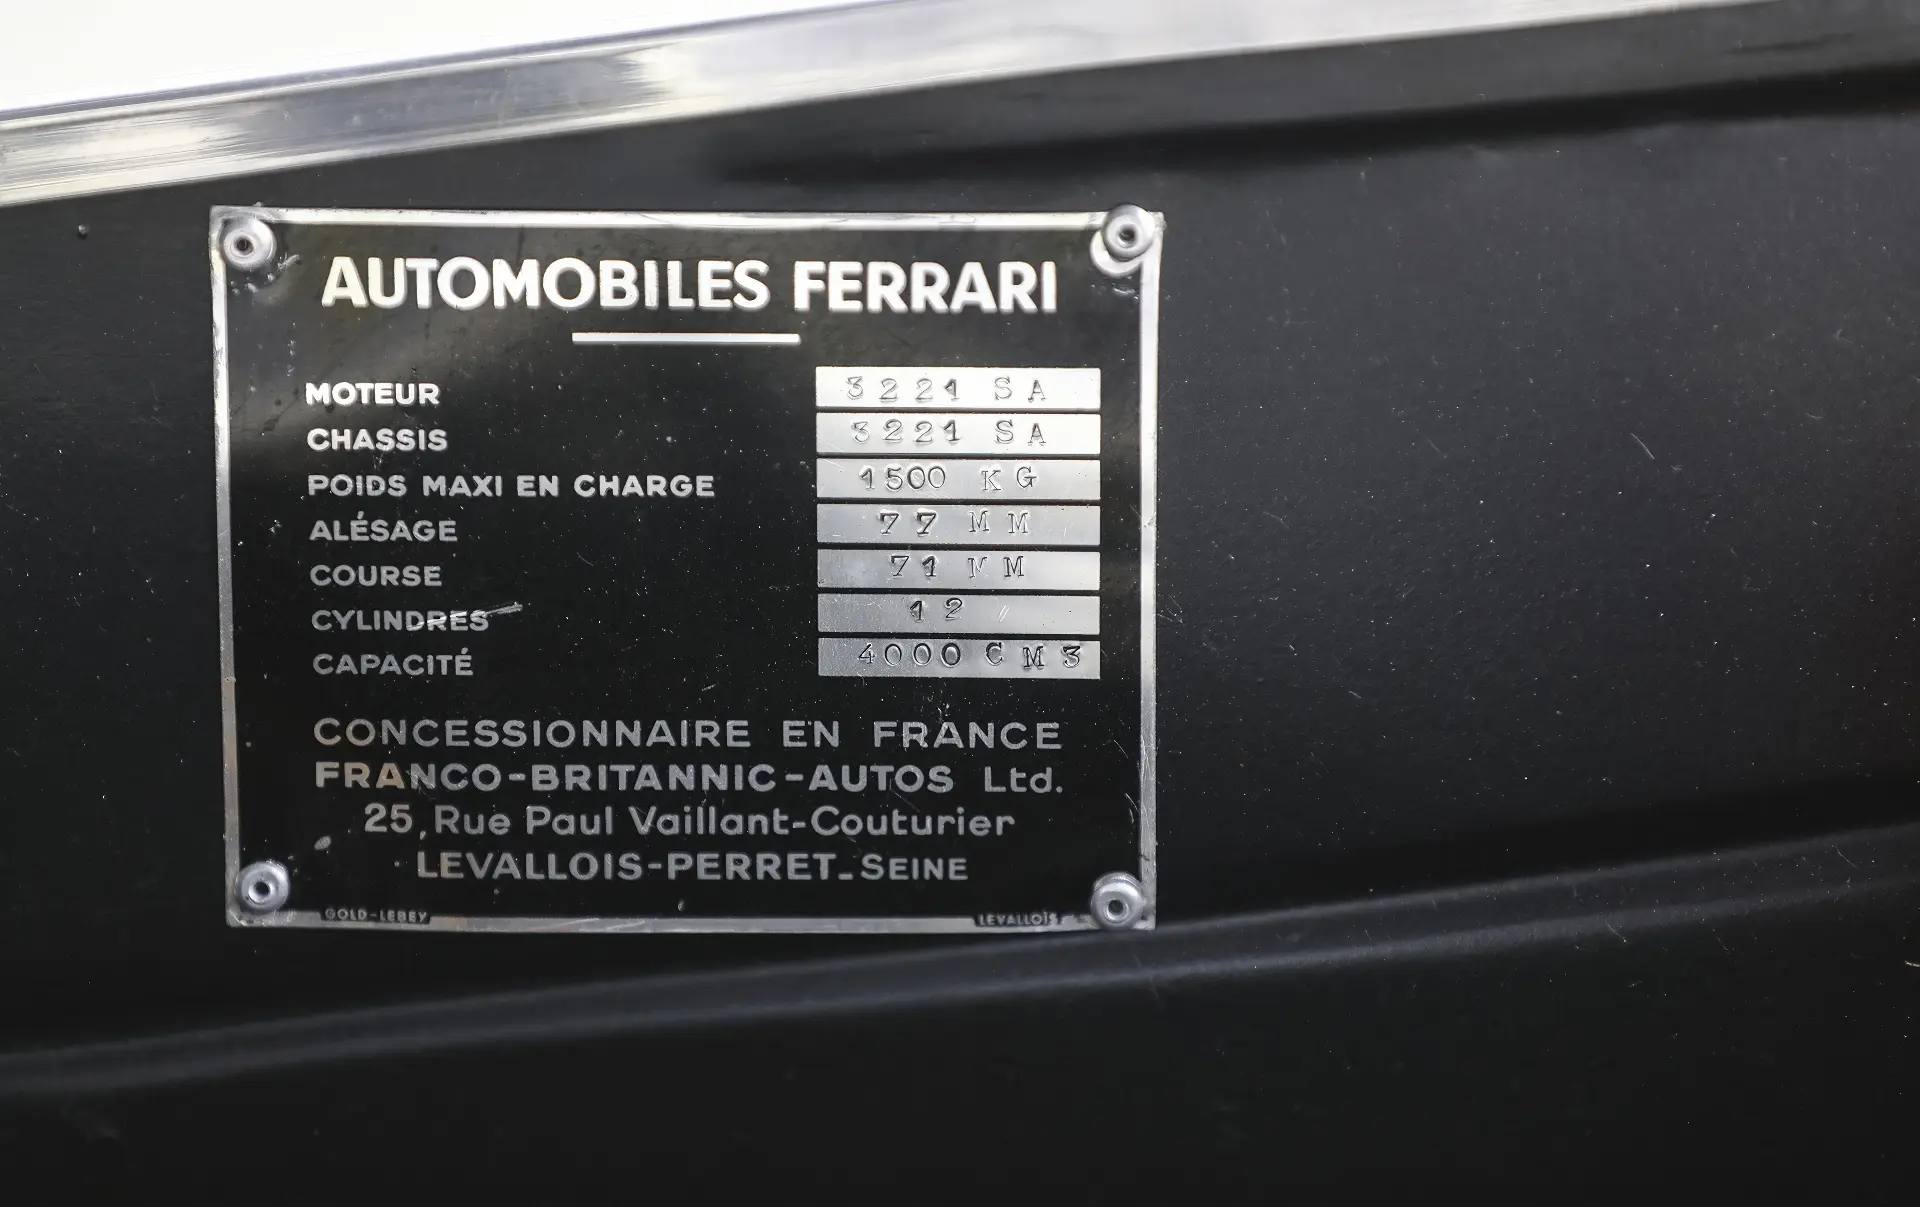 AUTOMOBILES FERRARI
MOTEUR 3221 SA
CHASSIS 3221 SA
POIDS MAXI EN CHARGE 1500 KG
ALÉSAGE 77 MM
COURSE 71 MM
CYLINDRES 12
CAPACITÉ 4000 CM3
CONCESSIONNAIRE EN FRANCE
FRANCO-BRITANNIC-AUTOS Ltd.
25, Rue Paul Vaillant-Couturier
LEVALLOIS-PERRET_SEINE
GOLD-LEBEY LEVALLOIS